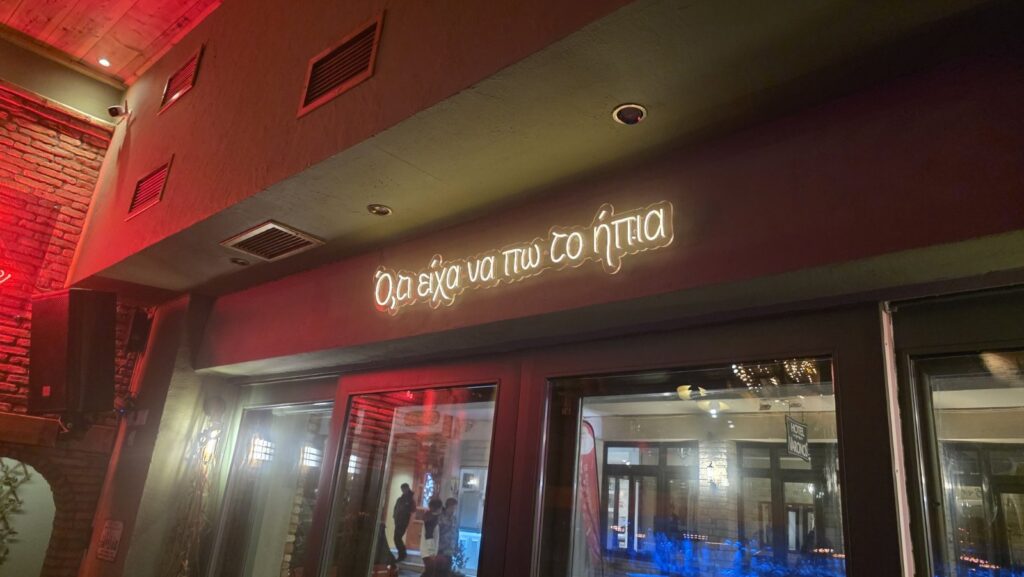 Ό,τι είχα να πω το ήπια